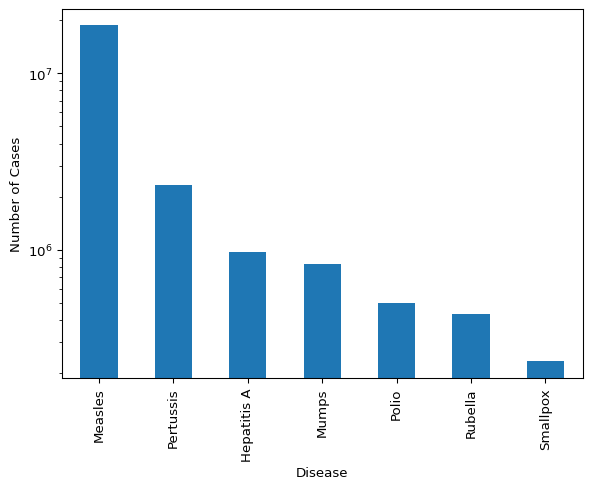 Number of Cases
10⁷
10⁶
Measles
Pertussis
Hepatitis A
Mumps
Polio
Rubella
Smallpox
Disease